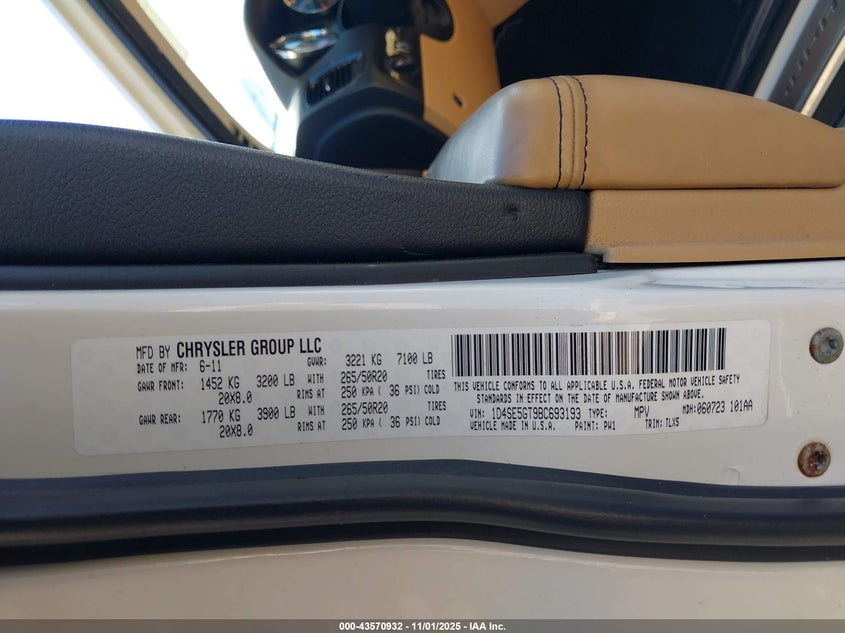 MFD BY CHRYSLER GROUP LLC
DATE OF MFR: 6-11 GVWR: 3221 KG 7100 LB
GAWR FRONT: 1452 KG 3200 LB WITH 265/50R20 TIRES
20X8.0 RIMS AT 250 KPA ( 36 PSI) COLD
GAWR REAR: 1770 KG 3900 LB WITH 265/50R20 TIRES
20X8.0 RIMS AT 250 KPA ( 36 PSI) COLD
THIS VEHICLE CONFORMS TO ALL APPLICABLE U.S.A. FEDERAL MOTOR VEHICLE SAFETY
STANDARDS IN EFFECT ON THE DATE OF MANUFACTURE SHOWN ABOVE.
VIN: 1D4SE5GT9BC693193 TYPE: MPV MDH: 060723 101AA
VEHICLE MADE IN U.S.A. PAINT: PW1 TRIM: TLX5
000-43570932 - 11/01/2025 - IAA Inc.